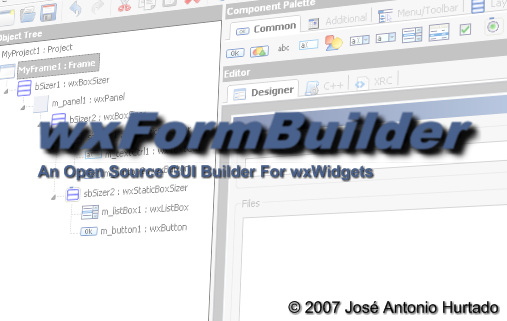 Component Palette
Common
Additional
Menu/Toolbar
Object Tree
MyProject1 : Project
MyFrame1 : Frame
bSizer1 : wxBoxSizer
m_panel1 : wxPanel
bSizer2 : wxBoxSizer
abc
Editor
Designer
C++
XRC
wxFormBuilder
An Open Source GUI Builder For wxWidgets
sbSizer2 : wxStaticBoxSizer
m_listBox1 : wxListBox
m_button1 : wxButton
Files
© 2007 José Antonio Hurtado